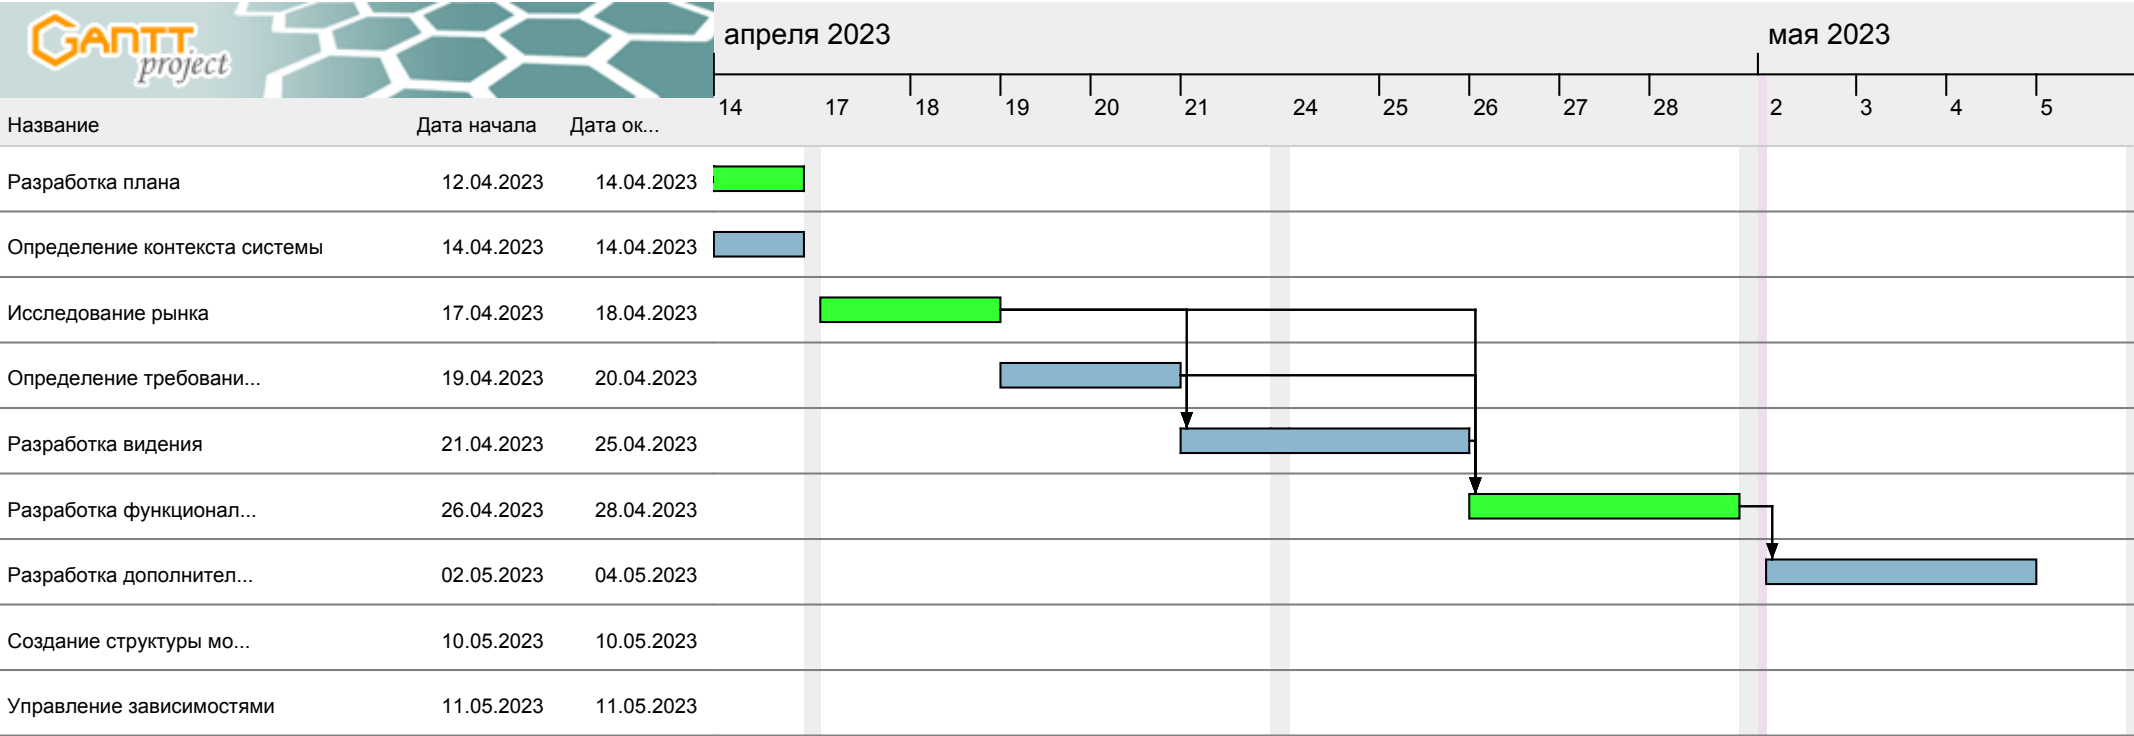 GANTT
project
апреля 2023
мая 2023
14 17 18 19 20 21 24 25 26 27 28 2 3 4 5
Название Дата начала Дата ок...
Разработка плана 12.04.2023 14.04.2023
Определение контекста системы 14.04.2023 14.04.2023
Исследование рынка 17.04.2023 18.04.2023
Определение требовани... 19.04.2023 20.04.2023
Разработка видения 21.04.2023 25.04.2023
Разработка функционал... 26.04.2023 28.04.2023
Разработка дополнител... 02.05.2023 04.05.2023
Создание структуры мо... 10.05.2023 10.05.2023
Управление зависимостями 11.05.2023 11.05.2023